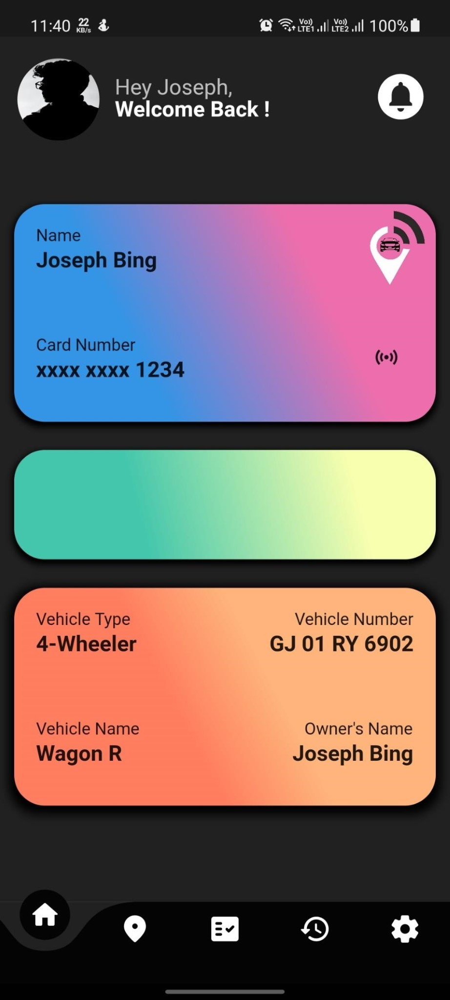 11:40 22 KB/s Vo)) LTE1 Vo)) LTE2 100%
Hey Joseph,
Welcome Back !
Name
Joseph Bing
Card Number
xxxx xxxx 1234
Vehicle Type
4-Wheeler
Vehicle Number
GJ 01 RY 6902
Vehicle Name
Wagon R
Owner's Name
Joseph Bing